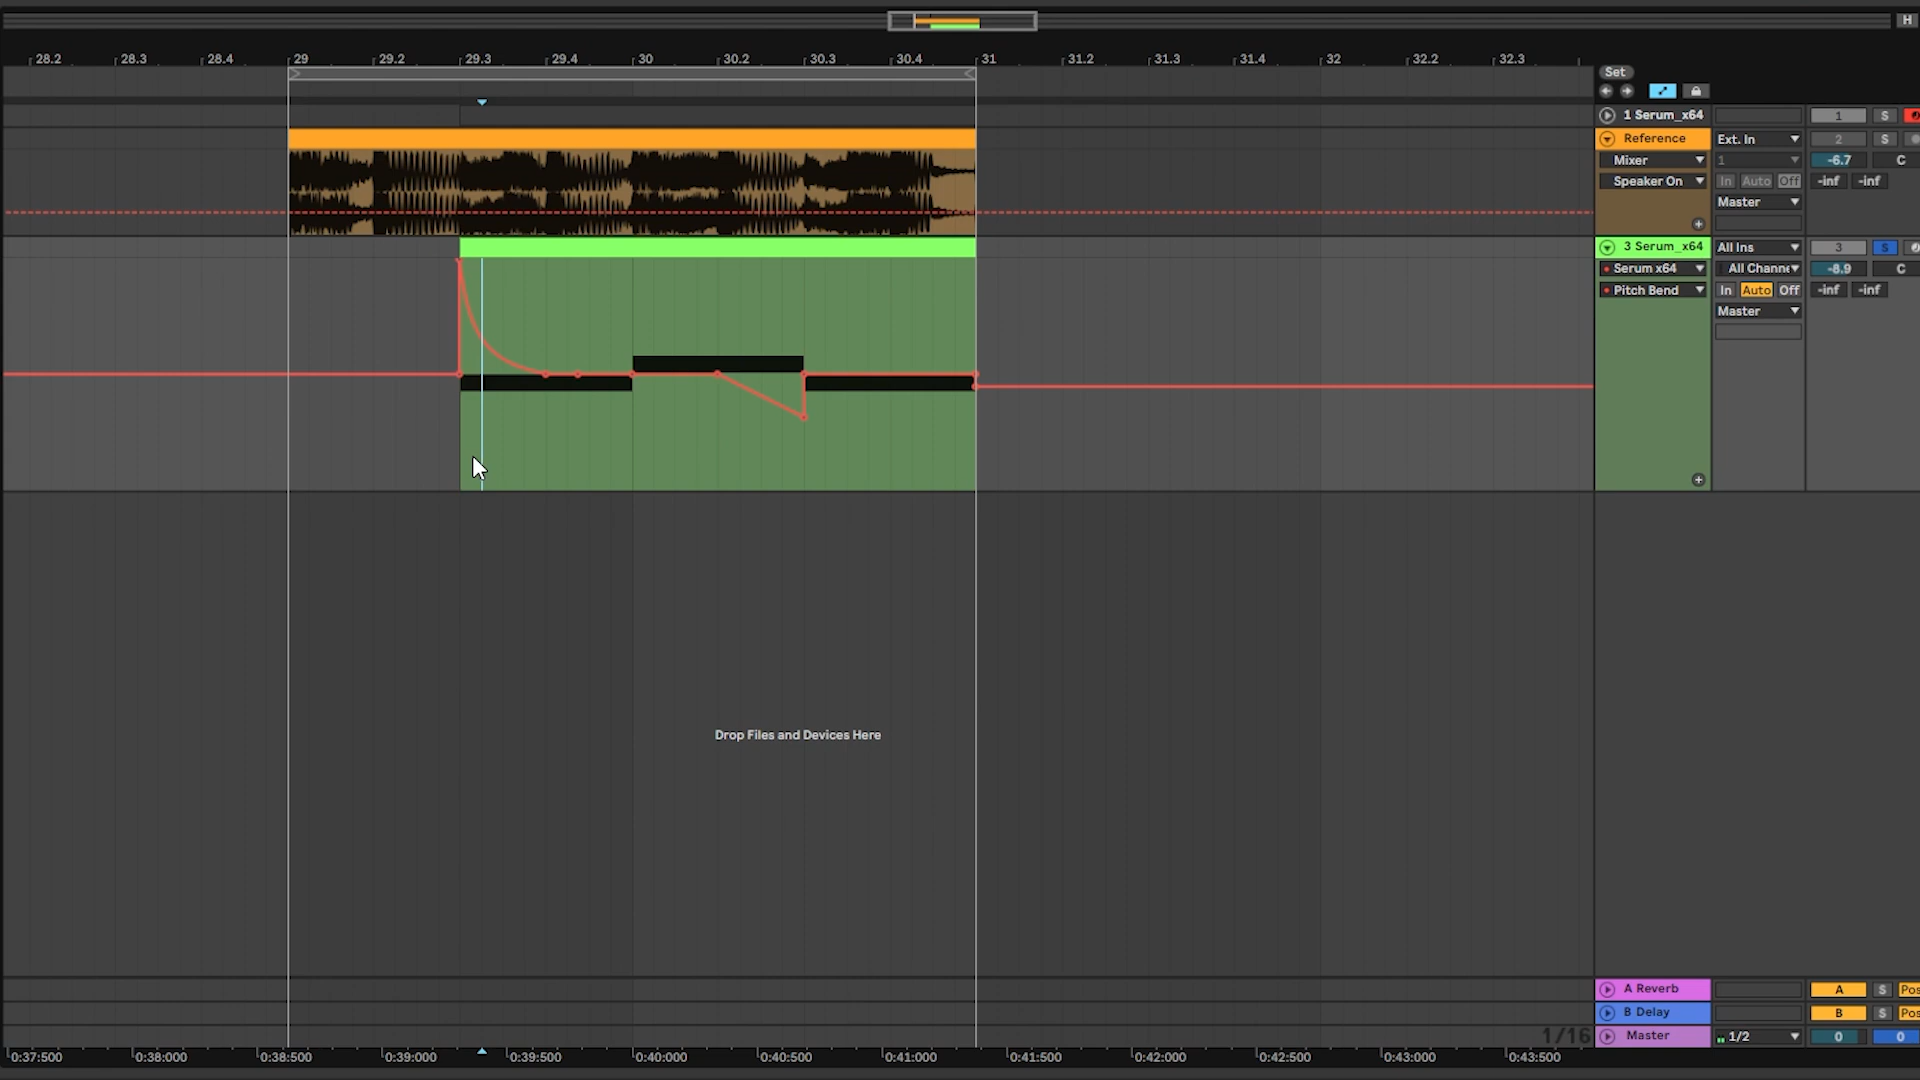 H
28.2 28.3 28.4 29 29.2 29.3 29.4 30 30.2 30.3 30.4 31 31.2 31.3 31.4 32 32.2 32.3
Set
1 Serum_x64 1 S
Reference Ext. In 2 S
Mixer 1 -6.7 C
Speaker On In Auto Off -inf -inf
Master
3 Serum_x64 All Ins 3 S
Serum x64 All Channe -8.9 C
Pitch Bend In Auto Off -inf -inf
Master
Drop Files and Devices Here
A Reverb A S Pos
B Delay B S Pos
1/16 Master 1/2 0 0
0:37:500 0:38:000 0:38:500 0:39:000 0:39:500 0:40:000 0:40:500 0:41:000 0:41:500 0:42:000 0:42:500 0:43:000 0:43:500